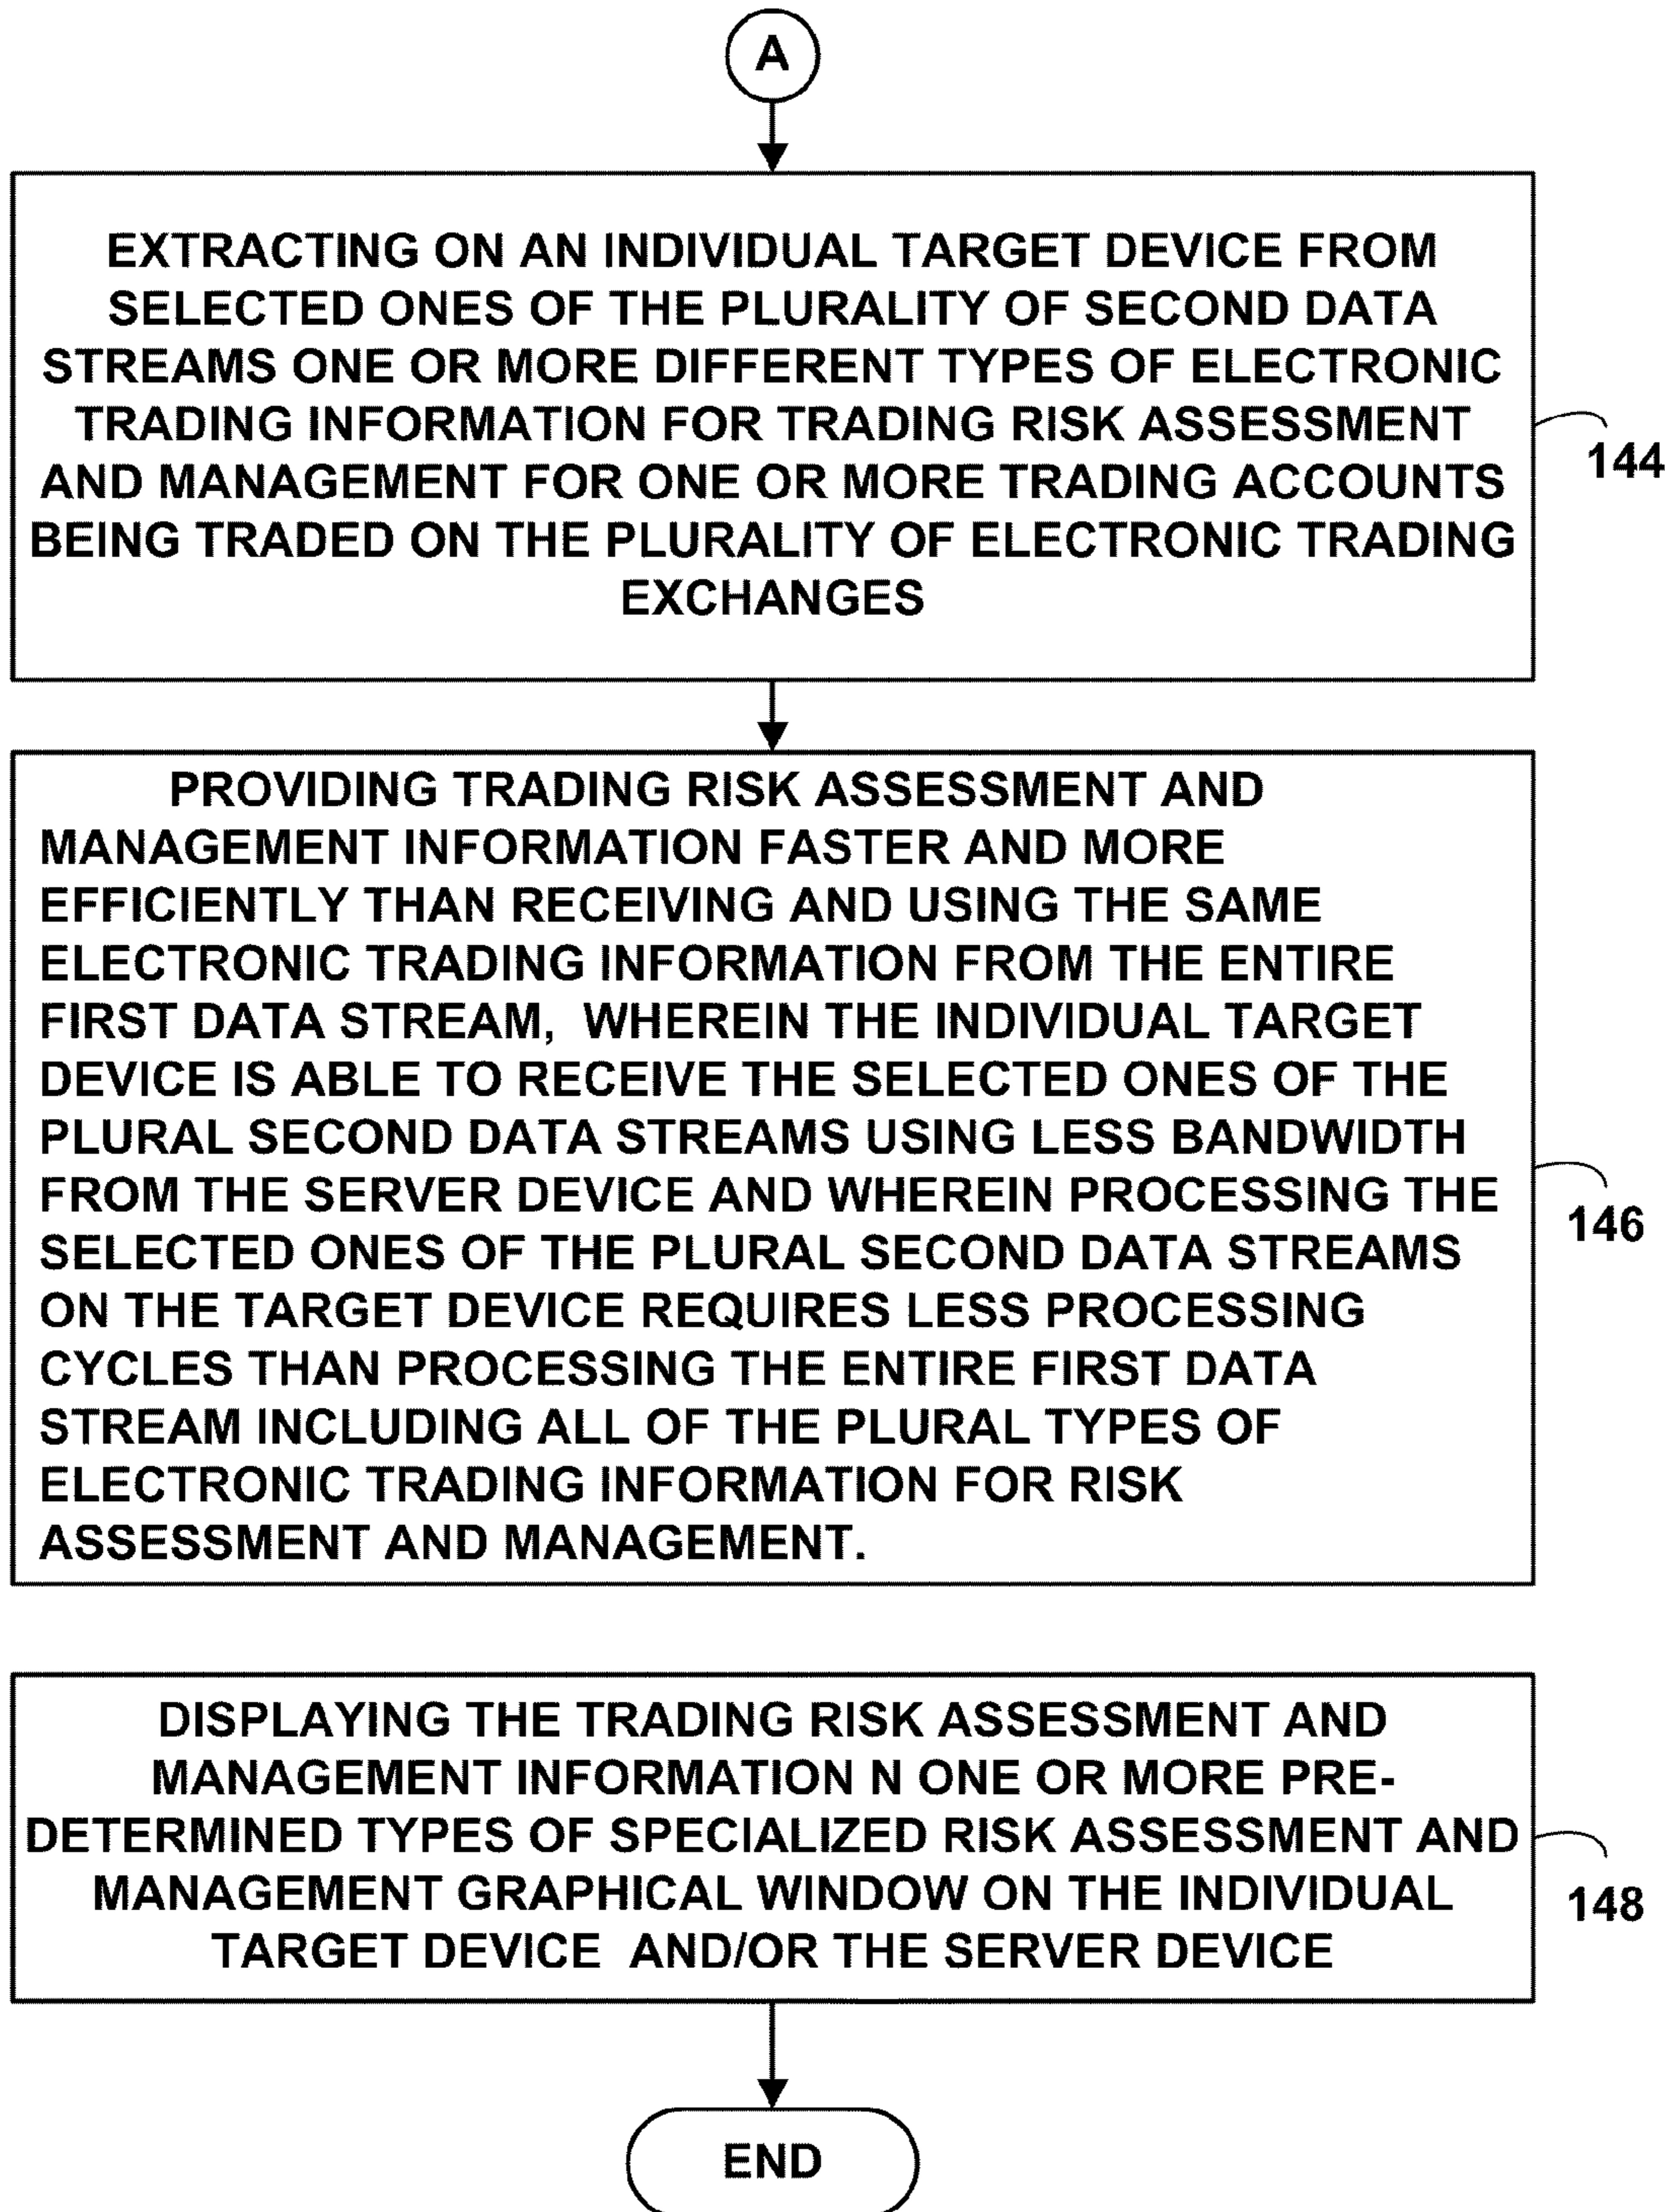 A
EXTRACTING ON AN INDIVIDUAL TARGET DEVICE FROM
SELECTED ONES OF THE PLURALITY OF SECOND DATA
STREAMS ONE OR MORE DIFFERENT TYPES OF ELECTRONIC
TRADING INFORMATION FOR TRADING RISK ASSESSMENT
AND MANAGEMENT FOR ONE OR MORE TRADING ACCOUNTS
BEING TRADED ON THE PLURALITY OF ELECTRONIC TRADING
EXCHANGES
144
PROVIDING TRADING RISK ASSESSMENT AND
MANAGEMENT INFORMATION FASTER AND MORE
EFFICIENTLY THAN RECEIVING AND USING THE SAME
ELECTRONIC TRADING INFORMATION FROM THE ENTIRE
FIRST DATA STREAM, WHEREIN THE INDIVIDUAL TARGET
DEVICE IS ABLE TO RECEIVE THE SELECTED ONES OF THE
PLURAL SECOND DATA STREAMS USING LESS BANDWIDTH
FROM THE SERVER DEVICE AND WHEREIN PROCESSING THE
SELECTED ONES OF THE PLURAL SECOND DATA STREAMS
ON THE TARGET DEVICE REQUIRES LESS PROCESSING
CYCLES THAN PROCESSING THE ENTIRE FIRST DATA
STREAM INCLUDING ALL OF THE PLURAL TYPES OF
ELECTRONIC TRADING INFORMATION FOR RISK
ASSESSMENT AND MANAGEMENT.
146
DISPLAYING THE TRADING RISK ASSESSMENT AND
MANAGEMENT INFORMATION N ONE OR MORE PRE-
DETERMINED TYPES OF SPECIALIZED RISK ASSESSMENT AND
MANAGEMENT GRAPHICAL WINDOW ON THE INDIVIDUAL
TARGET DEVICE AND/OR THE SERVER DEVICE
148
END